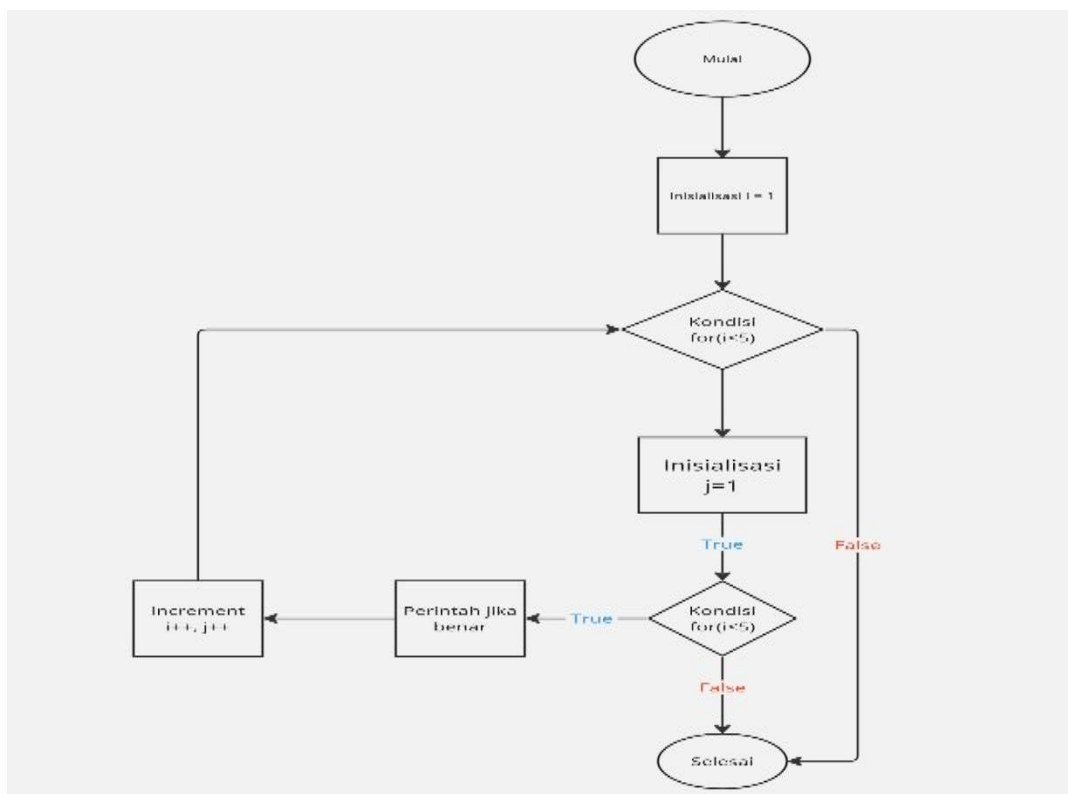 Mulai
Inisialisasi i = 1
Kondisi
for(i<5)
Inisialisasi
j=1
True
False
Kondisi
for(i<5)
True
Perintah jika
benar
Increment
i++, j++
False
Selesai